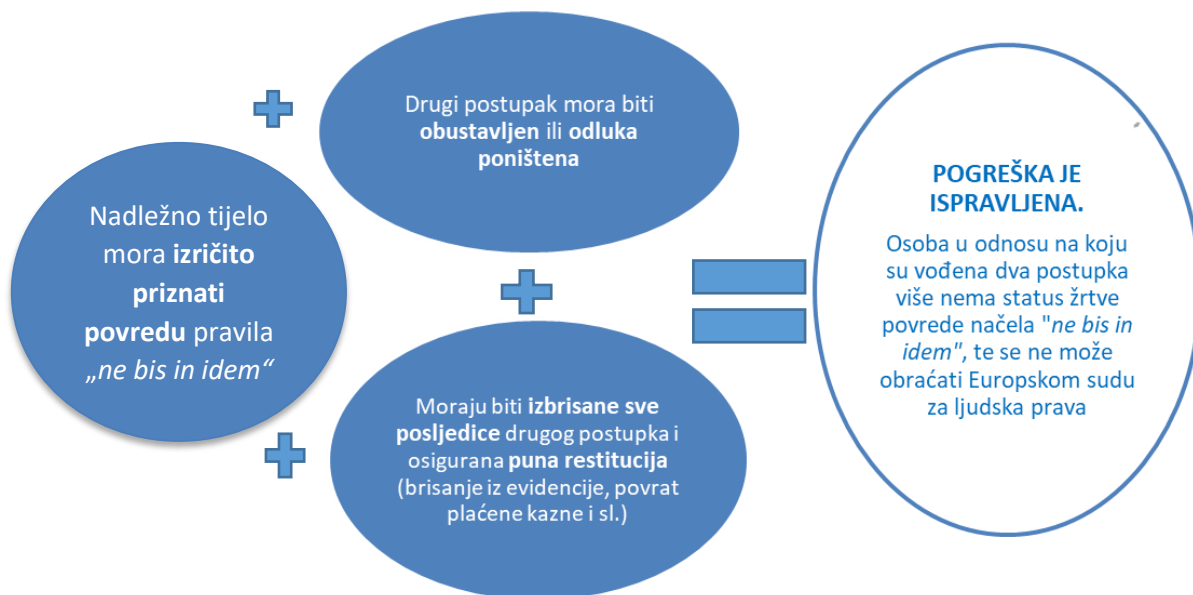 Nadležno tijelo
mora izričito
priznati
povredu pravila
„ne bis in idem“
Drugi postupak mora biti
obustavljen ili odluka
poništena
Moraju biti izbrisane sve
posljedice drugog postupka i
osigurana puna restitucija
(brisanje iz evidencije, povrat
plaćene kazne i sl.)
POGREŠKA JE
ISPRAVLJENA.
Osoba u odnosu na koju
su vođena dva postupka
više nema status žrtve
povrede načela "ne bis in
idem", te se ne može
obraćati Europskom sudu
za ljudska prava